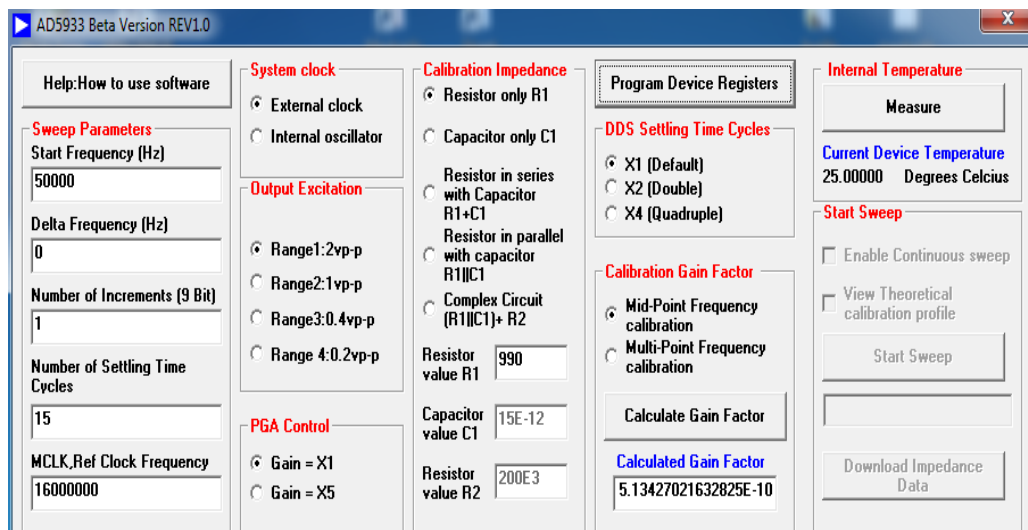 AD5933 Beta Version REV1.0
X
Help:How to use software
Sweep Parameters
Start Frequency (Hz)
50000
Delta Frequency (Hz)
0
Number of Increments (9 Bit)
1
Number of Settling Time
Cycles
15
MCLK,Ref Clock Frequency
16000000
System clock
External clock
Internal oscillator
Output Excitation
Range1:2vp-p
Range2:1vp-p
Range3:0.4vp-p
Range 4:0.2vp-p
PGA Control
Gain = X1
Gain = X5
Calibration Impedance
Resistor only R1
Capacitor only C1
Resistor in series
with Capacitor
R1+C1
Resistor in parallel
with capacitor
R1||C1
Complex Circuit
(R1||C1)+ R2
Resistor
value R1
990
Capacitor
value C1
15E-12
Resistor
value R2
200E3
Program Device Registers
DDS Settling Time Cycles
X1 (Default)
X2 (Double)
X4 (Quadruple)
Calibration Gain Factor
Mid-Point Frequency
calibration
Multi-Point Frequency
calibration
Calculate Gain Factor
Calculated Gain Factor
5.13427021632825E-10
Internal Temperature
Measure
Current Device Temperature
25.00000 Degrees Celcius
Start Sweep
Enable Continuous sweep
View Theoretical
calibration profile
Start Sweep
Download Impedance
Data